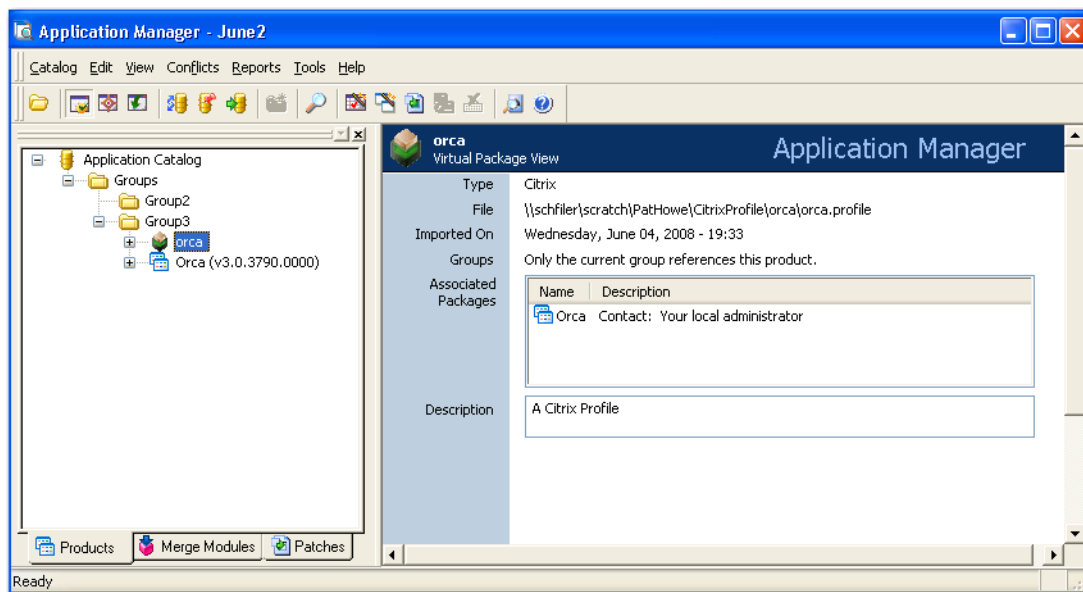 Application Manager - June2
Catalog Edit View Conflicts Reports Tools Help
Application Catalog
Groups
Group2
Group3
orca
Orca (v3.0.3790.0000)
Products Merge Modules Patches
orca
Virtual Package View
Application Manager
Type Citrix
File \\schfiler\scratch\PatHowe\CitrixProfile\orca\orca.profile
Imported On Wednesday, June 04, 2008 - 19:33
Groups Only the current group references this product.
Associated Packages
Name Description
Orca Contact: Your local administrator
Description A Citrix Profile
Ready